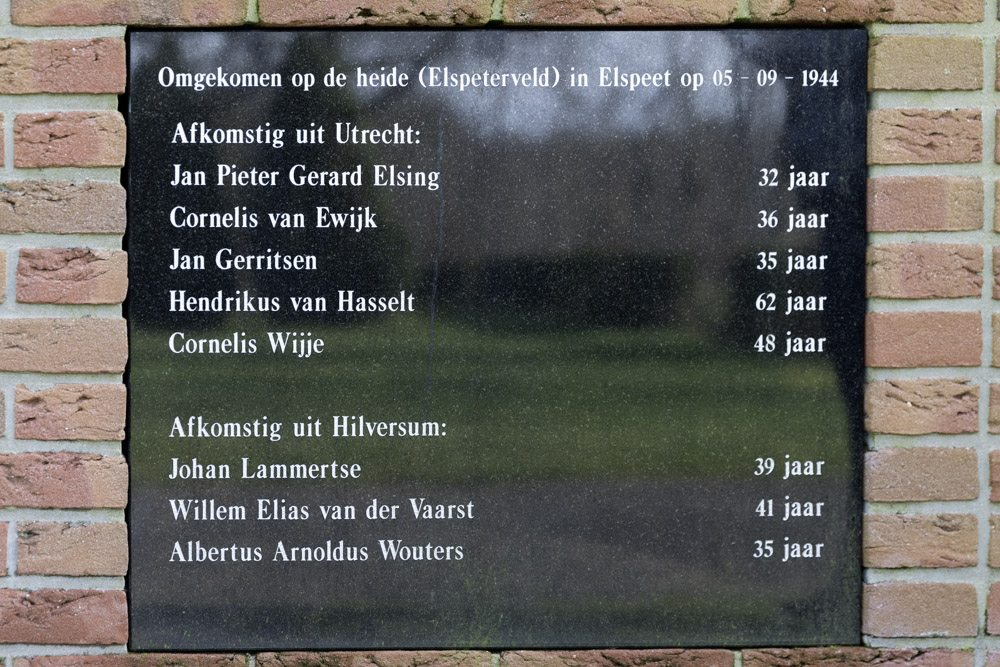 Omgekomen op de heide (Elspeterveld) in Elspeet op 05 - 09 - 1944
Afkomstig uit Utrecht:
Jan Pieter Gerard Elsing 32 jaar
Cornelis van Ewijk 36 jaar
Jan Gerritsen 35 jaar
Hendrikus van Hasselt 62 jaar
Cornelis Wijje 48 jaar
Afkomstig uit Hilversum:
Johan Lammertse 39 jaar
Willem Elias van der Vaarst 41 jaar
Albertus Arnoldus Wouters 35 jaar